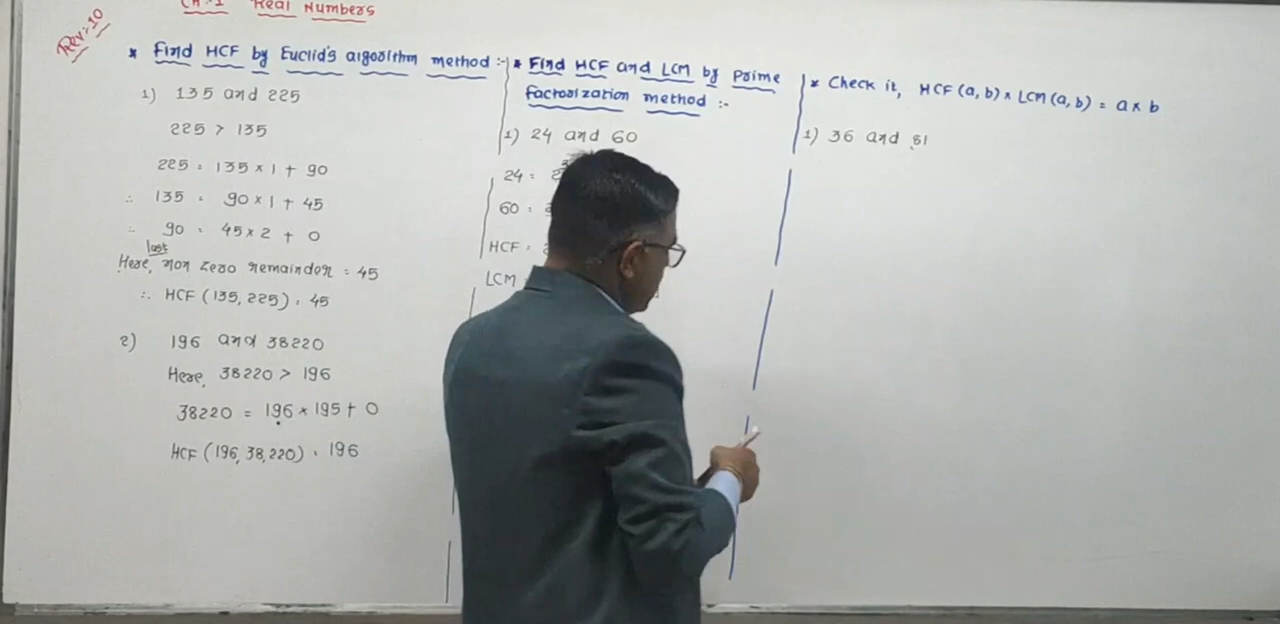 Ch-1 Real Numbers
Rev:-10
* Find HCF by Euclid's algorithm method :-
1) 135 and 225
225 > 135
225 = 135 x 1 + 90
∴ 135 = 90 x 1 + 45
∴ 90 = 45 x 2 + 0
last
Here, non zero remainder = 45
∴ HCF (135, 225) = 45
2) 196 and 38220
Here, 38220 > 196
38220 = 196 x 195 + 0
HCF (196, 38,220) = 196
* Find HCF and LCM by prime
factorization method :-
1) 24 and 60
24 =
60 =
HCF =
LCM
* Check it, HCF (a, b) x LCM (a, b) = a x b
1) 36 and 81